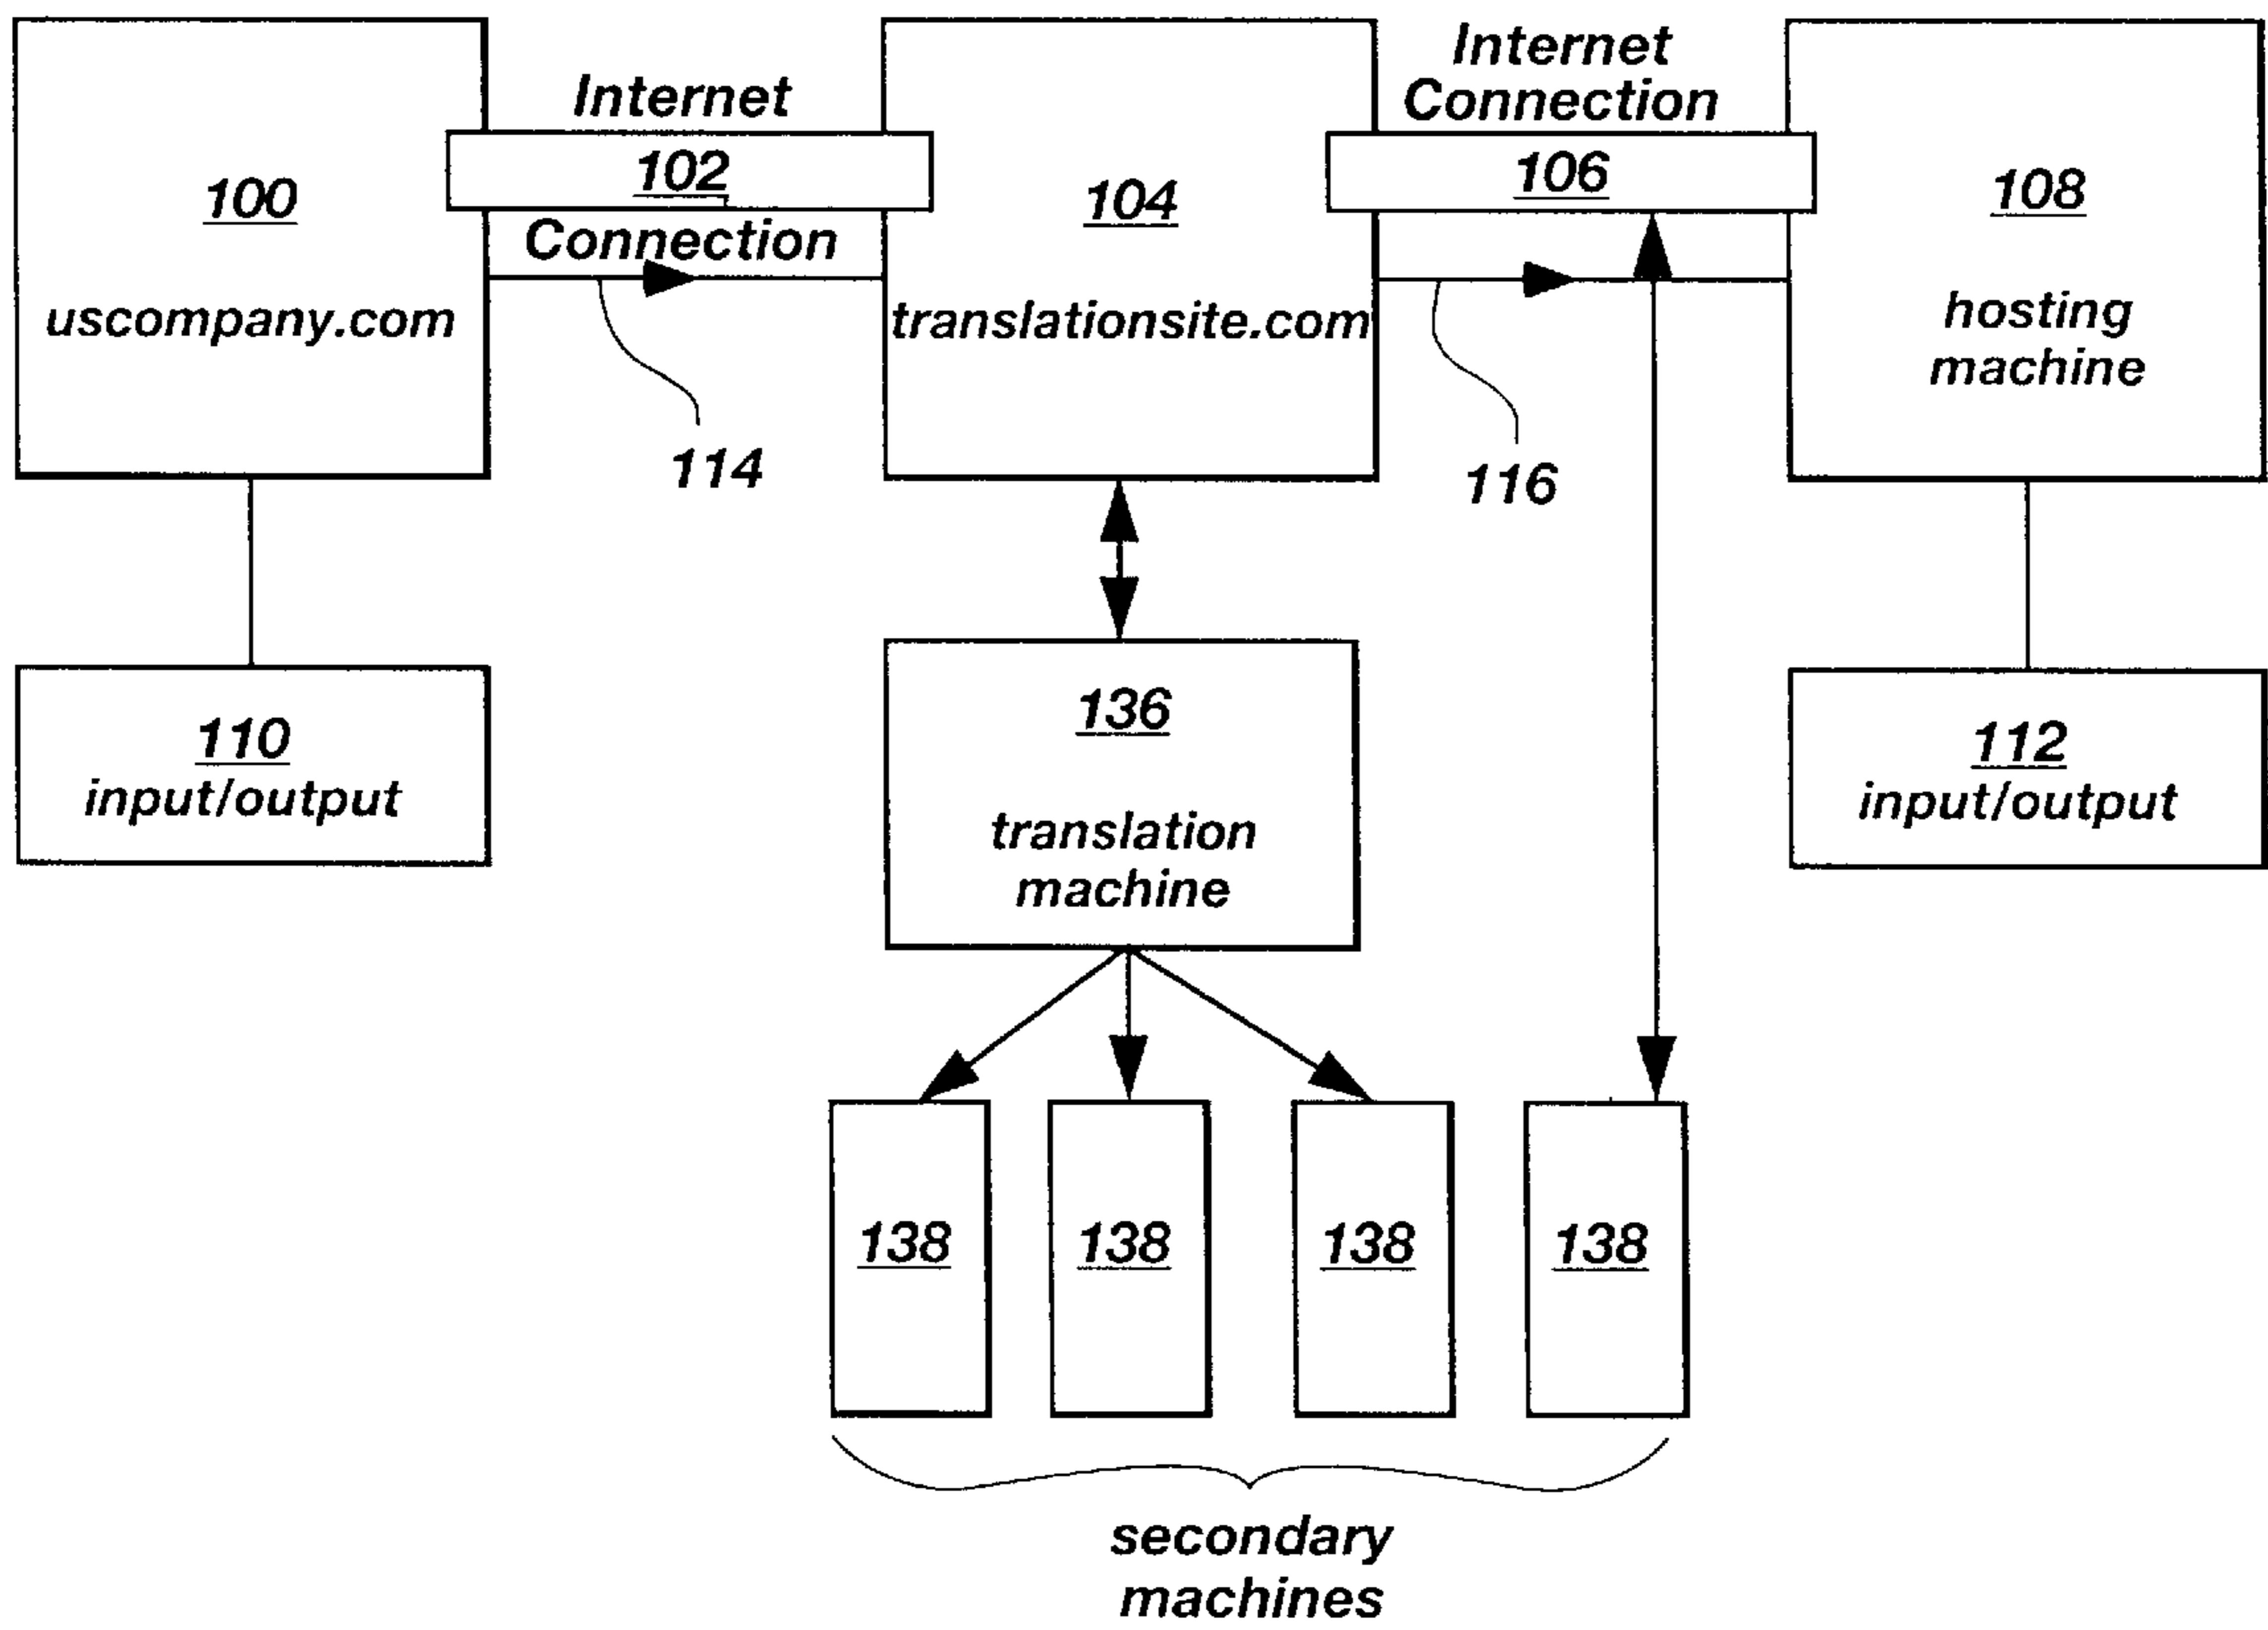 100
uscompany.com
Internet
102
Connection
114
104
translationsite.com
Internet
Connection
106
116
108
hosting
machine
110
input/output
136
translation
machine
112
input/output
138
138
138
138
secondary
machines